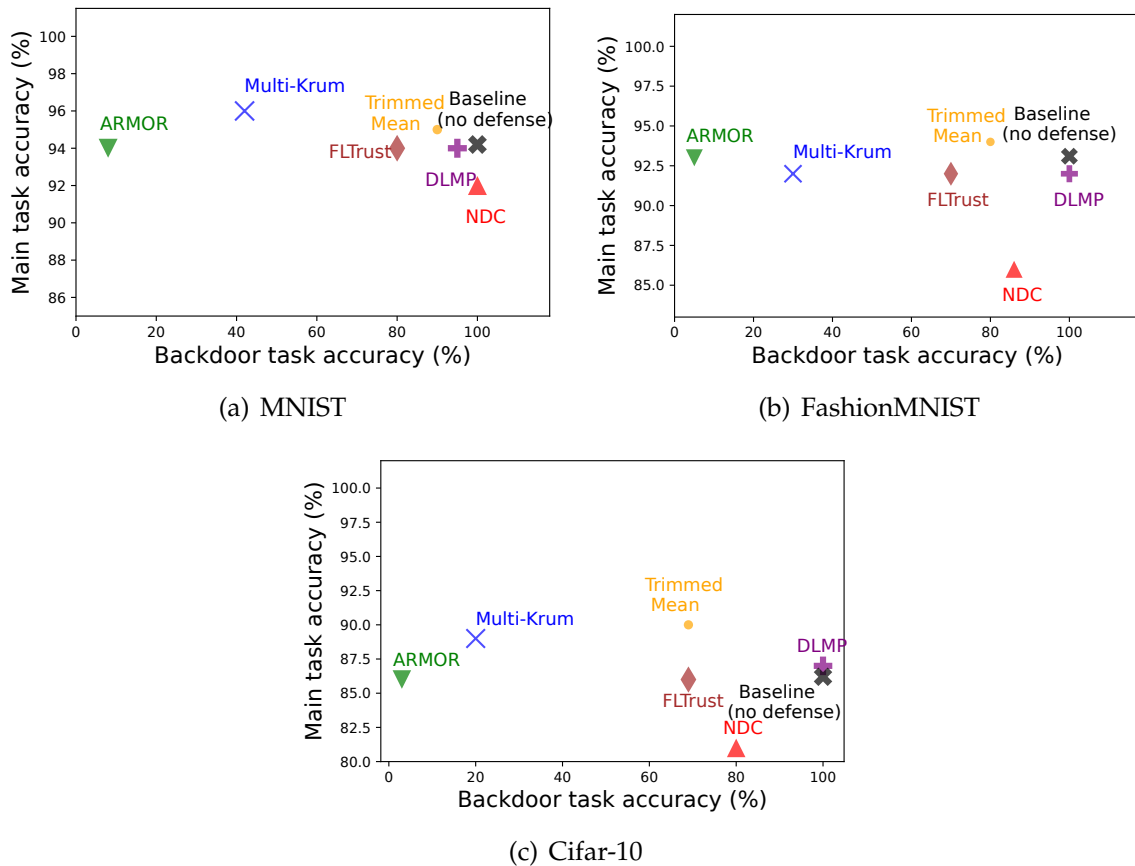 100
98
96
94
92
90
88
86
Main task accuracy (%)
Multi-Krum
ARMOR
Trimmed
Mean
Baseline
(no defense)
FLTrust
DLMP
NDC
0 20 40 60 80 100
Backdoor task accuracy (%)
(a) MNIST
100.0
97.5
95.0
92.5
90.0
87.5
85.0
Main task accuracy (%)
ARMOR
Multi-Krum
Trimmed
Mean
Baseline
(no defense)
FLTrust
DLMP
NDC
0 20 40 60 80 100
Backdoor task accuracy (%)
(b) FashionMNIST
100.0
97.5
95.0
92.5
90.0
87.5
85.0
82.5
80.0
Main task accuracy (%)
Trimmed
Mean
Multi-Krum
ARMOR
DLMP
FLTrust
Baseline
(no defense)
NDC
0 20 40 60 80 100
Backdoor task accuracy (%)
(c) Cifar-10